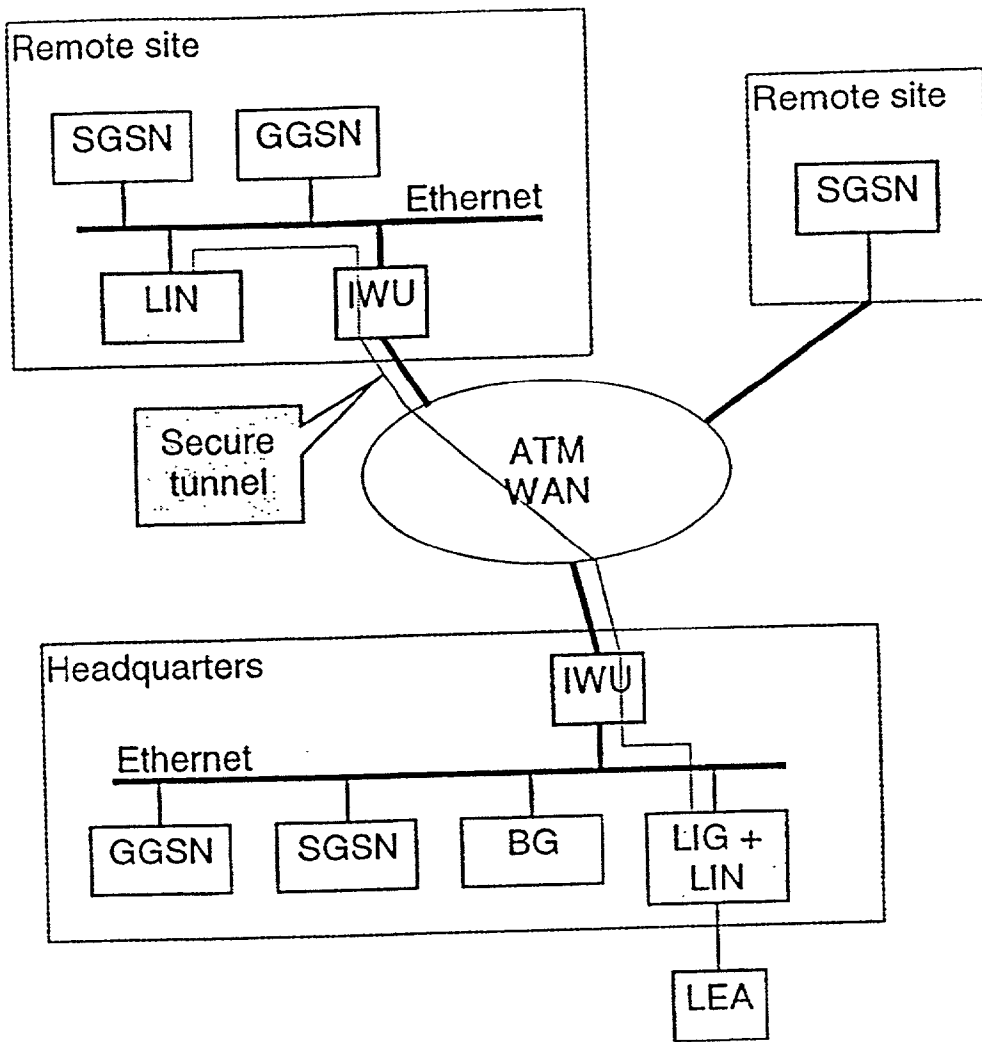 Remote site
SGSN
GGSN
Ethernet
LIN
IWU
Remote site
SGSN
Secure
tunnel
ATM
WAN
Headquarters
IWU
Ethernet
GGSN
SGSN
BG
LIG +
LIN
LEA